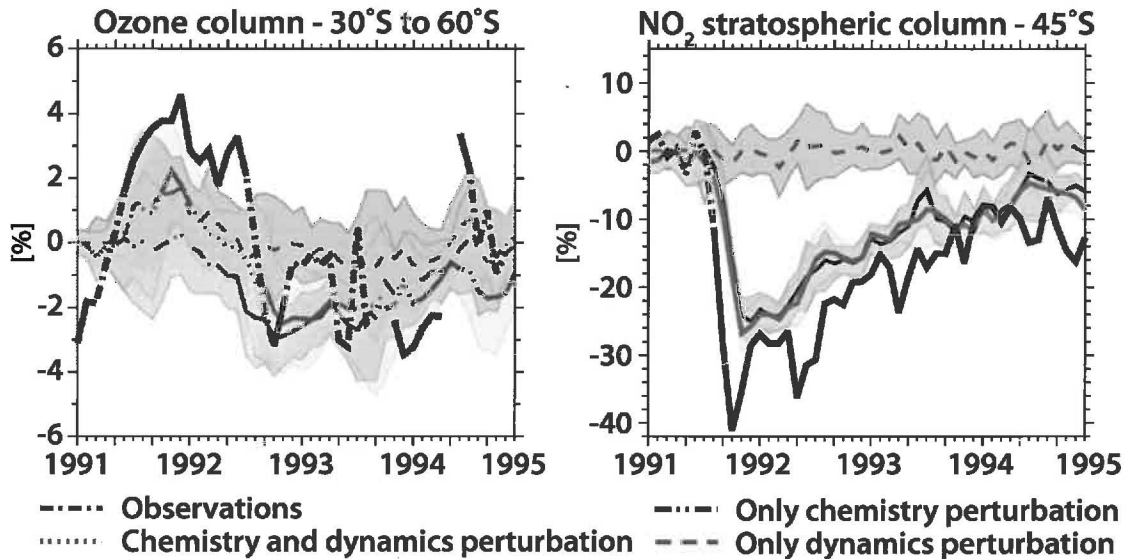 Ozone column - 30°S to 60°S
NO2 stratospheric column - 45°S
[%]
6
4
2
0
-2
-4
-6
1991 1992 1993 1994 1995
[%]
10
0
-10
-20
-30
-40
1991 1992 1993 1994 1995
Observations
Only chemistry perturbation
Chemistry and dynamics perturbation
Only dynamics perturbation